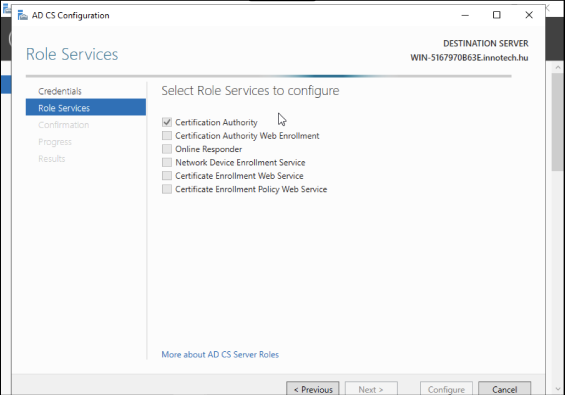 AD CS Configuration
Role Services
DESTINATION SERVER
WIN-5167970B63E.innotech.hu
Credentials
Role Services
Confirmation
Progress
Results
Select Role Services to configure
Certification Authority
Certification Authority Web Enrollment
Online Responder
Network Device Enrollment Service
Certificate Enrollment Web Service
Certificate Enrollment Policy Web Service
More about AD CS Server Roles
< Previous
Next >
Configure
Cancel